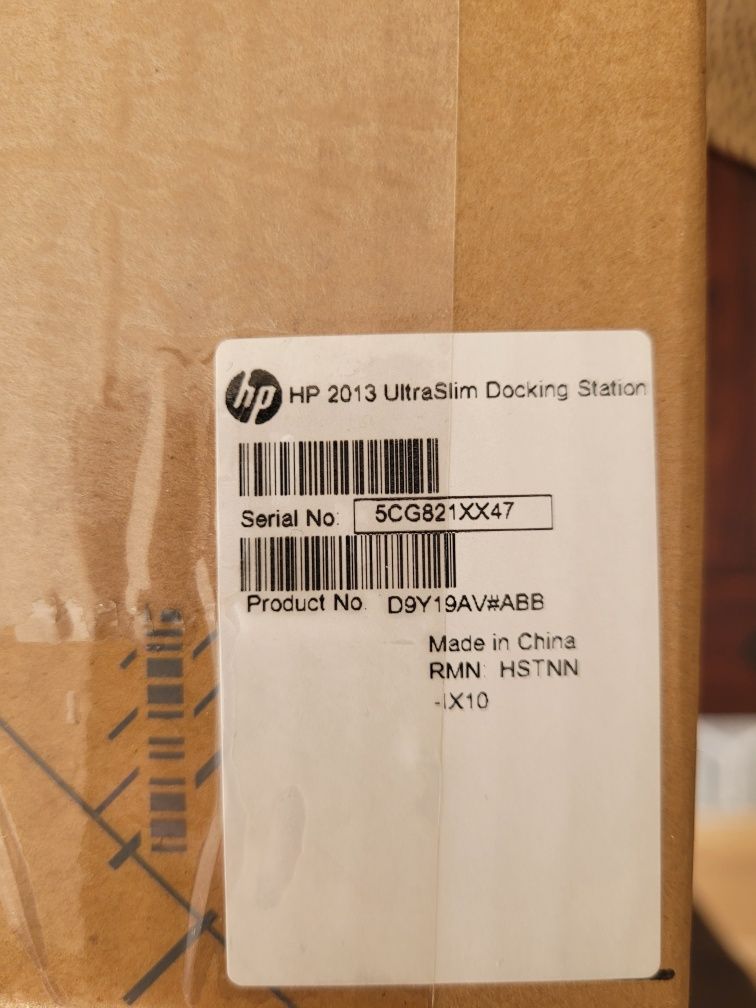 hp HP 2013 UltraSlim Docking Station
Serial No: 5CG821XX47
Product No. D9Y19AV#ABB
Made in China
RMN: HSTNN
-IX10